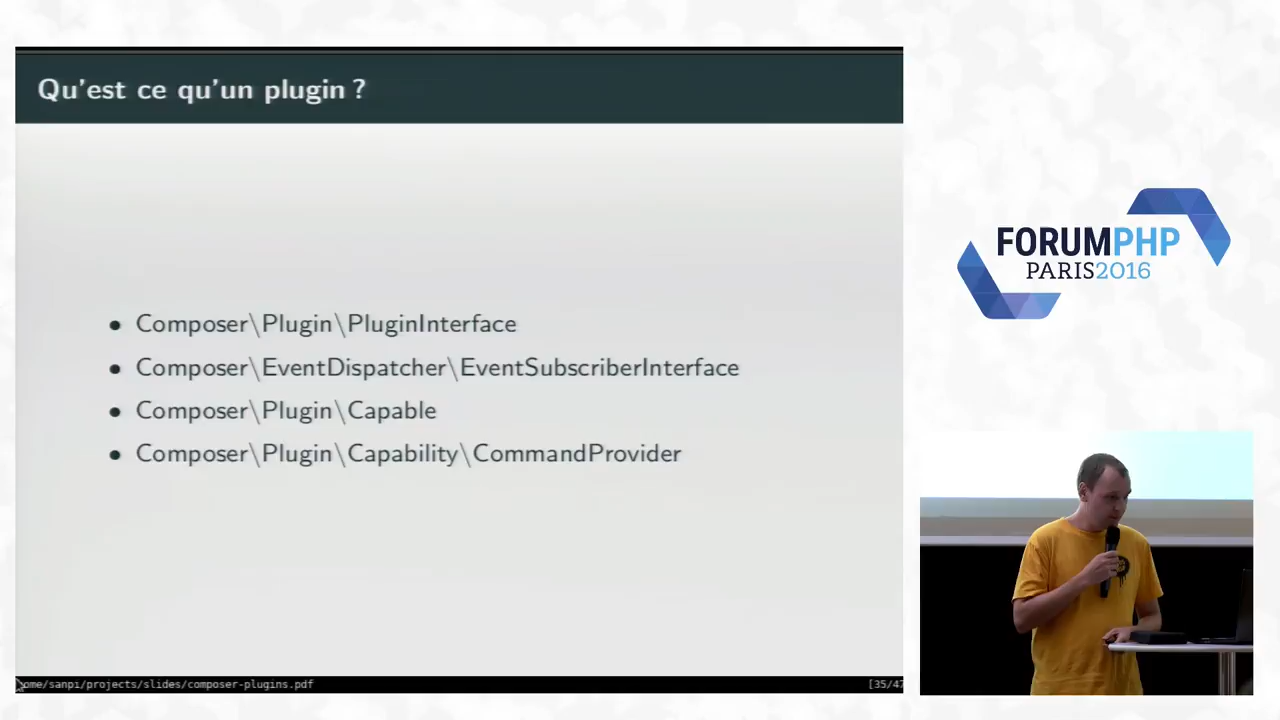 Qu'est ce qu'un plugin ?
• Composer\Plugin\PluginInterface
• Composer\EventDispatcher\EventSubscriberInterface
• Composer\Plugin\Capable
• Composer\Plugin\Capability\CommandProvider
ome/sanpi/projects/slides/composer-plugins.pdf
[35/47
FORUMPHP
PARIS2016